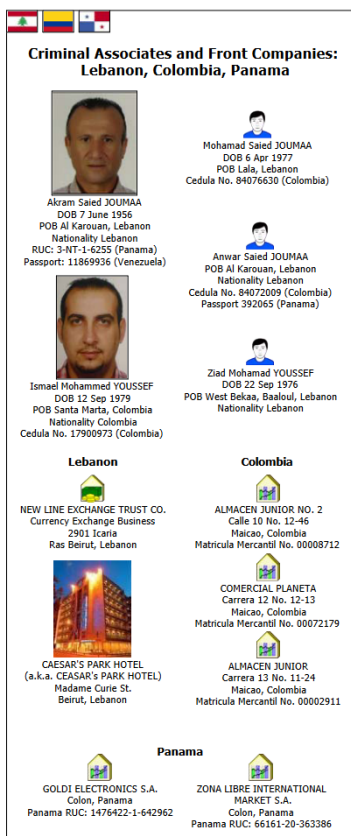 Criminal Associates and Front Companies:
Lebanon, Colombia, Panama
Akram Saied JOUMAA
DOB 7 June 1956
POB Al Karouan, Lebanon
Nationality Lebanon
RUC: 3-NT-1-6255 (Panama)
Passport: 11869936 (Venezuela)
Mohamad Saied JOUMAA
DOB 6 Apr 1977
POB Lala, Lebanon
Cedula No. 84076630 (Colombia)
Anwar Saied JOUMAA
POB Al Karouan, Lebanon
Nationality Lebanon
Cedula No. 84072009 (Colombia)
Passport 392065 (Panama)
Ismael Mohammed YOUSSEF
DOB 12 Sep 1979
POB Santa Marta, Colombia
Nationality Colombia
Cedula No. 17900973 (Colombia)
Ziad Mohamad YOUSSEF
DOB 22 Sep 1976
POB West Bekaa, Baaloul, Lebanon
Nationality Lebanon
Lebanon
NEW LINE EXCHANGE TRUST CO.
Currency Exchange Business
2901 Icaria
Ras Beirut, Lebanon
CAESAR'S PARK HOTEL
(a.k.a. CEASAR'S PARK HOTEL)
Madame Curie St.
Beirut, Lebanon
Colombia
ALMACEN JUNIOR NO. 2
Calle 10 No. 12-46
Maicao, Colombia
Matricula Mercantil No. 00008712
COMERCIAL PLANETA
Carrera 12 No. 12-13
Maicao, Colombia
Matricula Mercantil No. 00072179
ALMACEN JUNIOR
Carrera 13 No. 11-24
Maicao, Colombia
Matricula Mercantil No. 00002911
Panama
GOLDI ELECTRONICS S.A.
Colon, Panama
Panama RUC: 1476422-1-642962
ZONA LIBRE INTERNATIONAL
MARKET S.A.
Colon, Panama
Panama RUC: 66161-20-363386